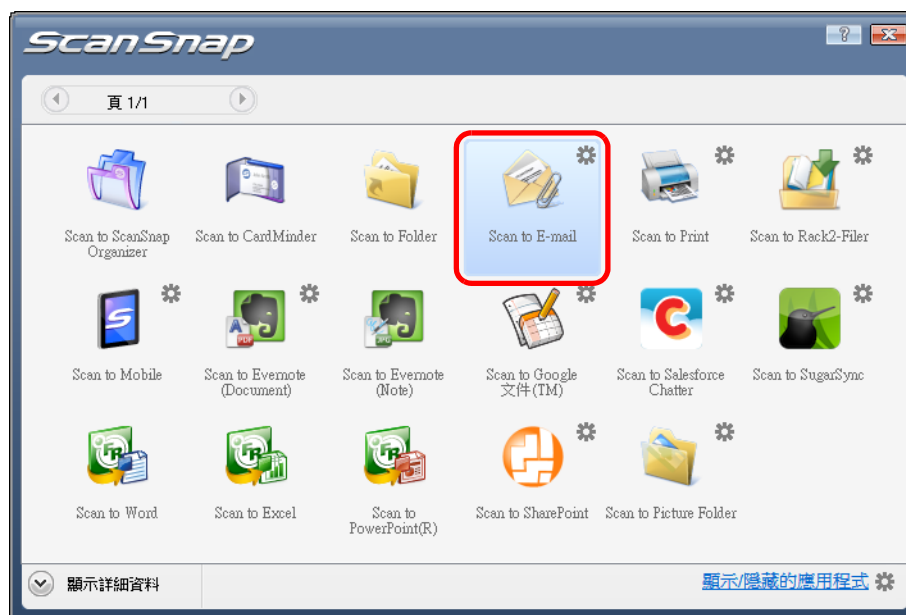 ScanSnap
?
頁 1/1
Scan to ScanSnap
Organizer
Scan to CardMinder
Scan to Folder
Scan to E-mail
Scan to Print
Scan to Rack2-Filer
Scan to Mobile
Scan to Evernote
(Document)
Scan to Evernote
(Note)
Scan to Google
文件(TM)
Scan to Salesforce
Chatter
Scan to SugarSync
Scan to Word
Scan to Excel
Scan to
PowerPoint(R)
Scan to SharePoint
Scan to Picture Folder
顯示詳細資料
顯示/隱藏的應用程式